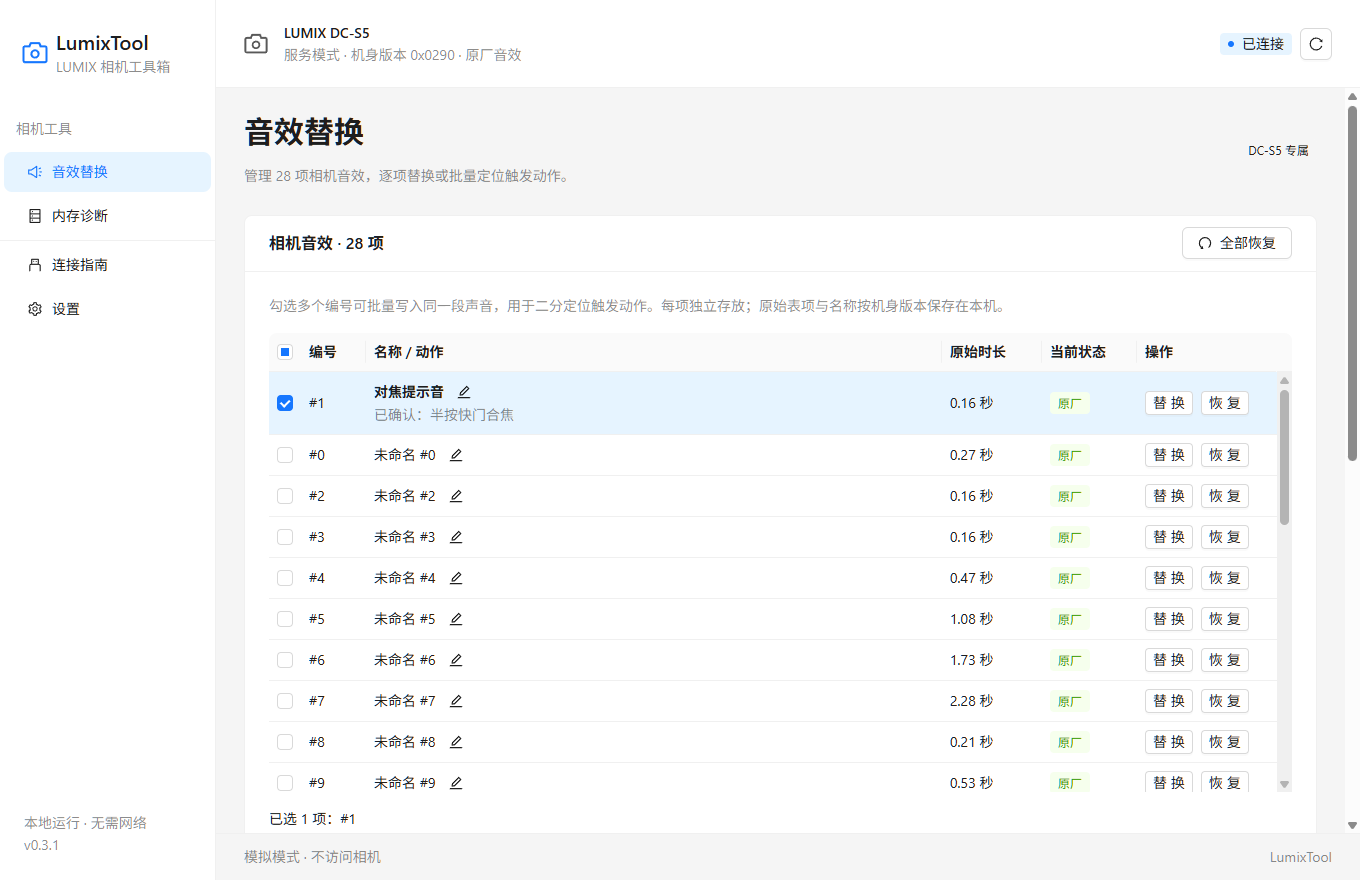 LumixTool
LUMIX 相机工具箱
相机工具
音效替换
内存诊断
连接指南
设置
本地运行 · 无需网络
v0.3.1
LUMIX DC-S5
服务模式 · 机身版本 0x0290 · 原厂音效
已连接
音效替换
DC-S5 专属
管理 28 项相机音效，逐项替换或批量定位触发动作。
相机音效 · 28 项
全部恢复
勾选多个编号可批量写入同一段声音，用于二分定位触发动作。每项独立存放；原始表项与名称按机身版本保存在本机。
编号 名称 / 动作 原始时长 当前状态 操作
#1 对焦提示音 0.16 秒 原厂 替 换 恢 复
已确认：半按快门合焦
#0 未命名 #0 0.27 秒 原厂 替 换 恢 复
#2 未命名 #2 0.16 秒 原厂 替 换 恢 复
#3 未命名 #3 0.16 秒 原厂 替 换 恢 复
#4 未命名 #4 0.47 秒 原厂 替 换 恢 复
#5 未命名 #5 1.08 秒 原厂 替 换 恢 复
#6 未命名 #6 1.73 秒 原厂 替 换 恢 复
#7 未命名 #7 2.28 秒 原厂 替 换 恢 复
#8 未命名 #8 0.21 秒 原厂 替 换 恢 复
#9 未命名 #9 0.53 秒 原厂 替 换 恢 复
已选 1 项：#1
模拟模式 · 不访问相机
LumixTool